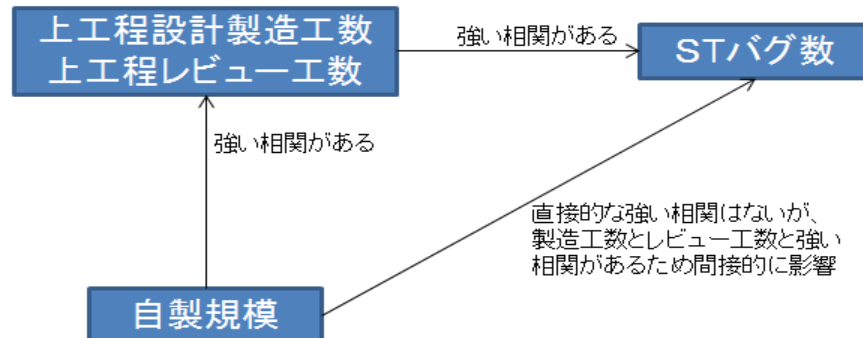 上工程設計製造工数
上工程レビュー工数
強い相関がある
STバグ数
強い相関がある
直接的な強い相関はないが、
製造工数とレビュー工数と強い
相関があるため間接的に影響
自製規模